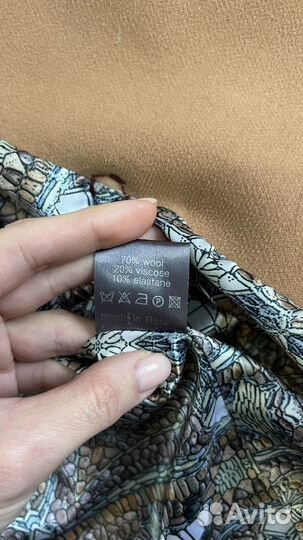 70% wool
20% viscose
10% elastane
made in
Avito